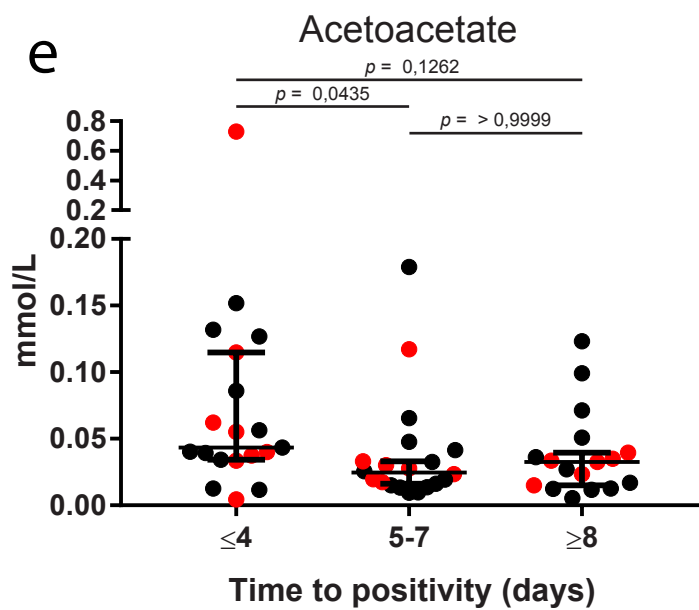 e
Acetoacetate
p = 0,1262
p = 0,0435
p = > 0,9999
0.8
0.6
0.4
0.2
0.20
0.15
0.10
0.05
0.00
mmol/L
≤4 5-7 ≥8
Time to positivity (days)